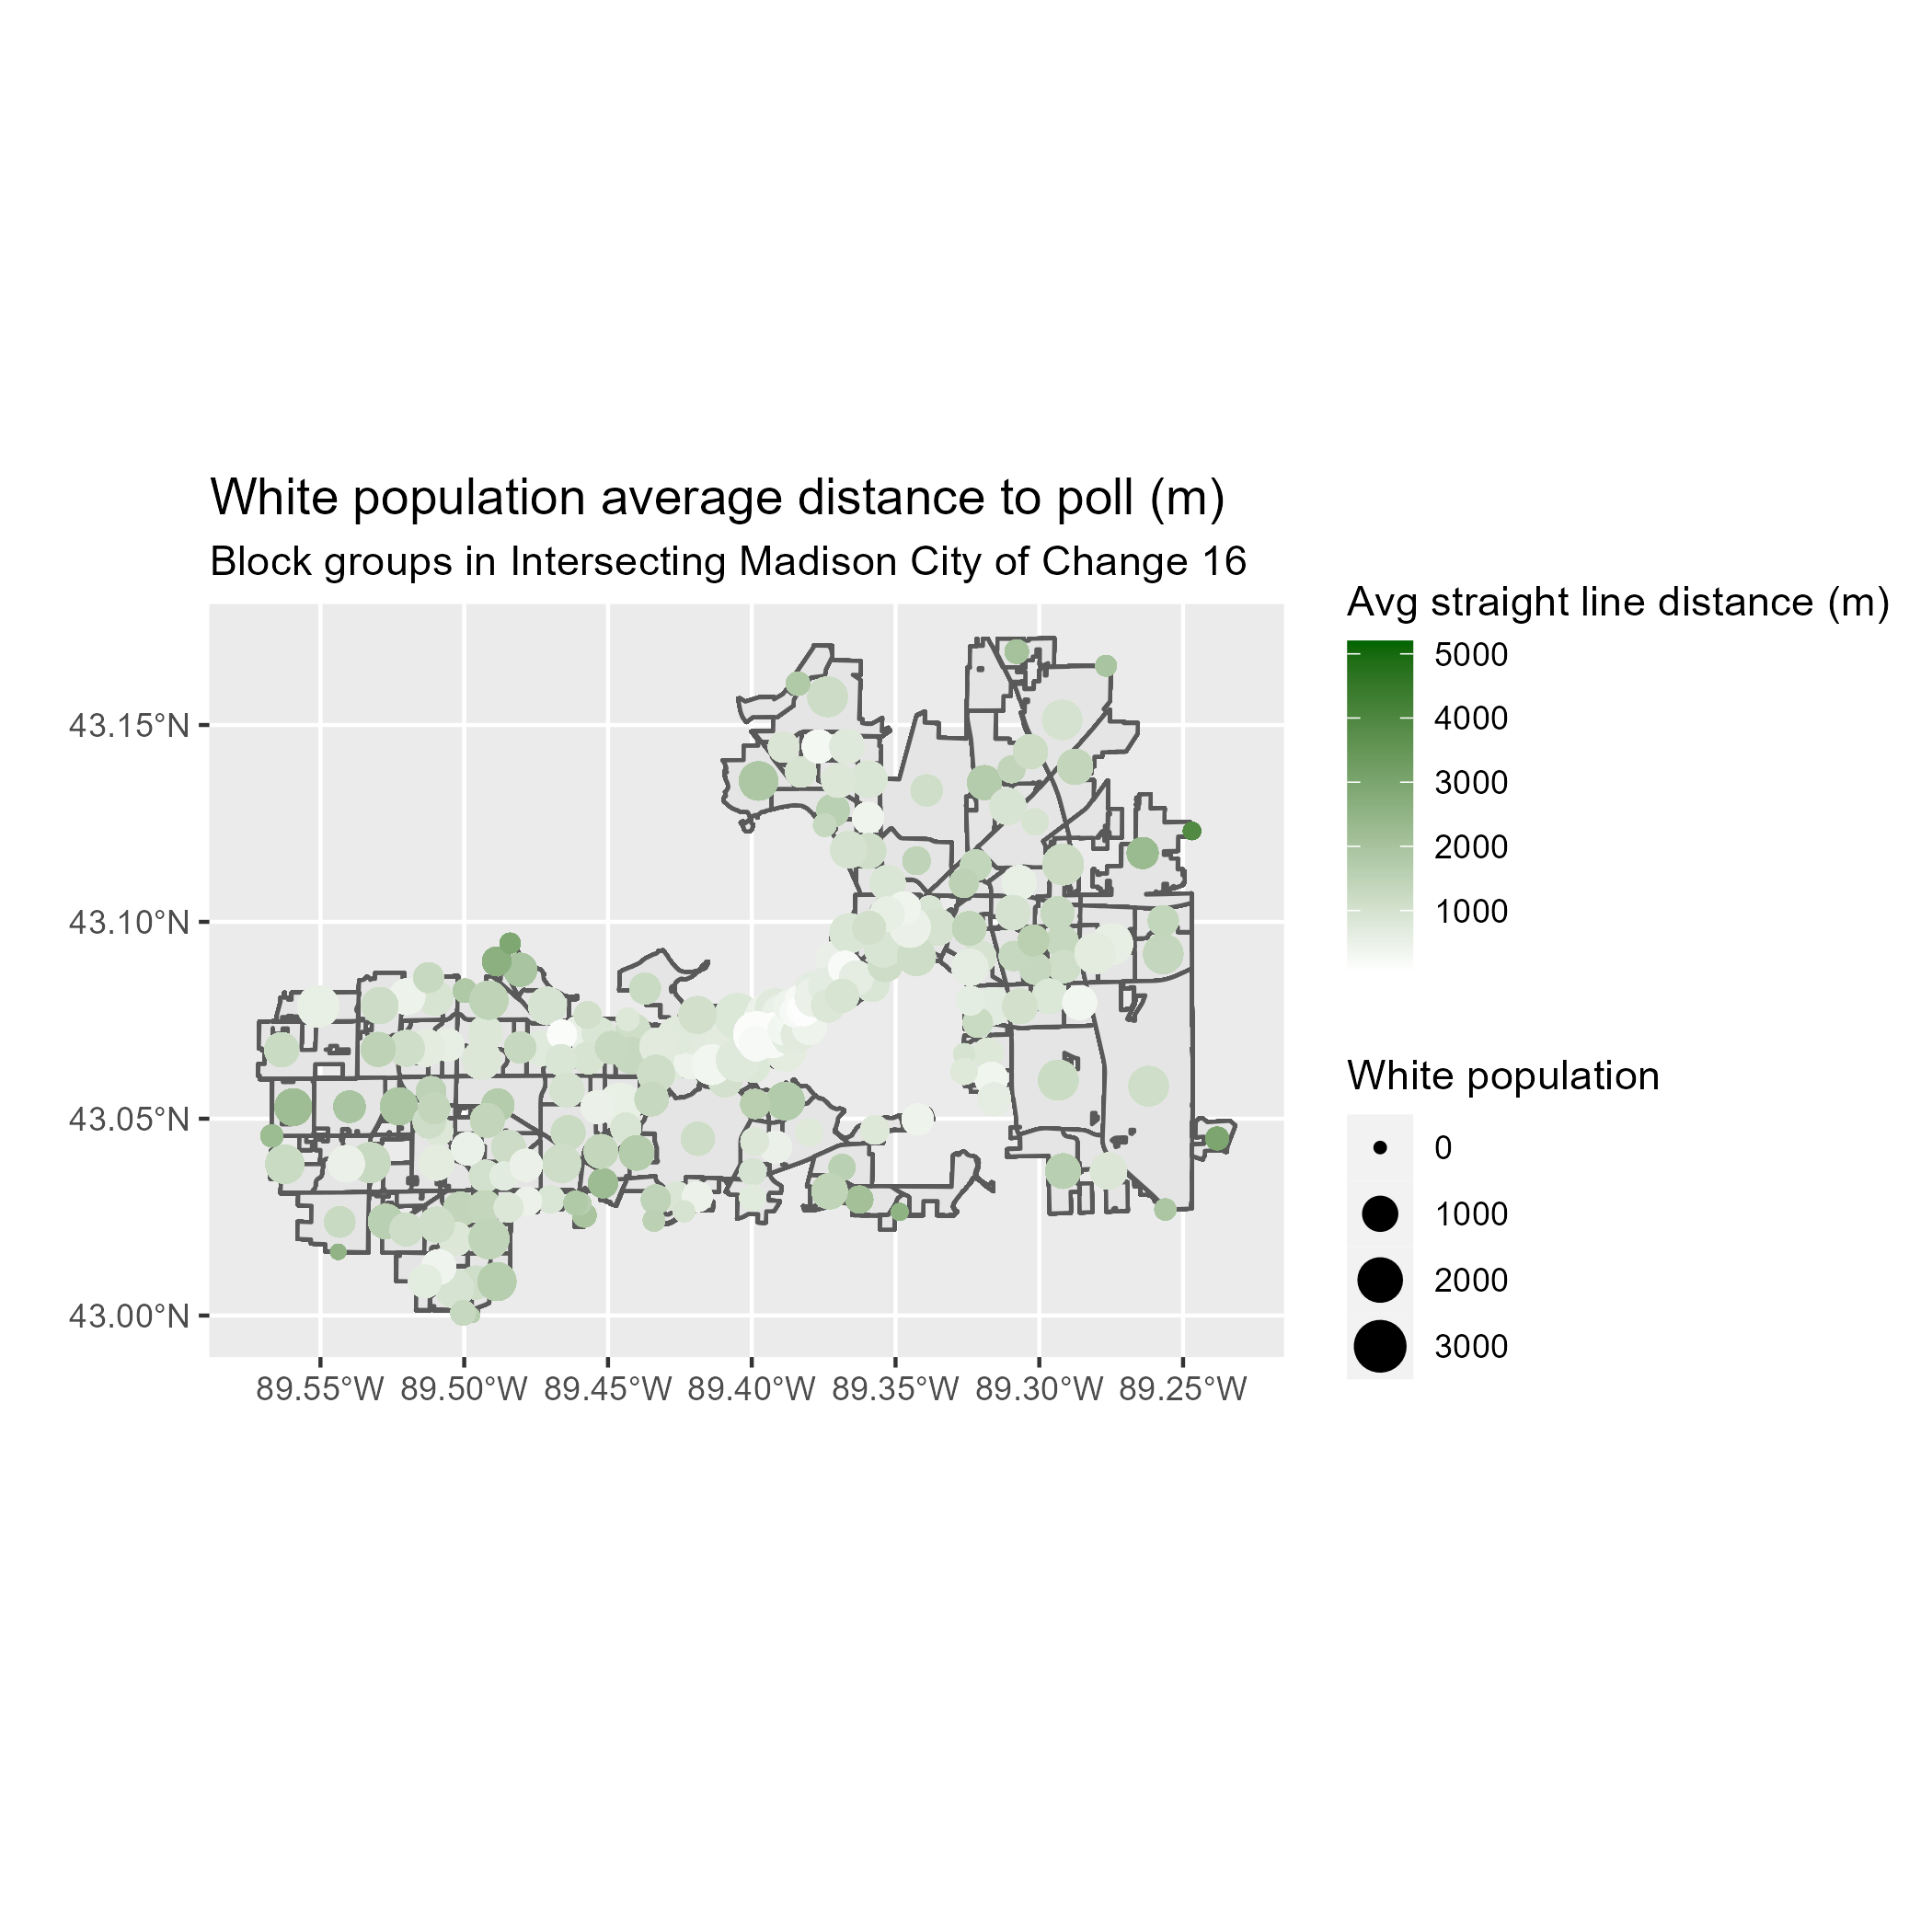 White population average distance to poll (m)
Block groups in Intersecting Madison City of Change 16
43.15°N
43.10°N
43.05°N
43.00°N
89.55°W 89.50°W 89.45°W 89.40°W 89.35°W 89.30°W 89.25°W
Avg straight line distance (m)
5000
4000
3000
2000
1000
White population
0
1000
2000
3000